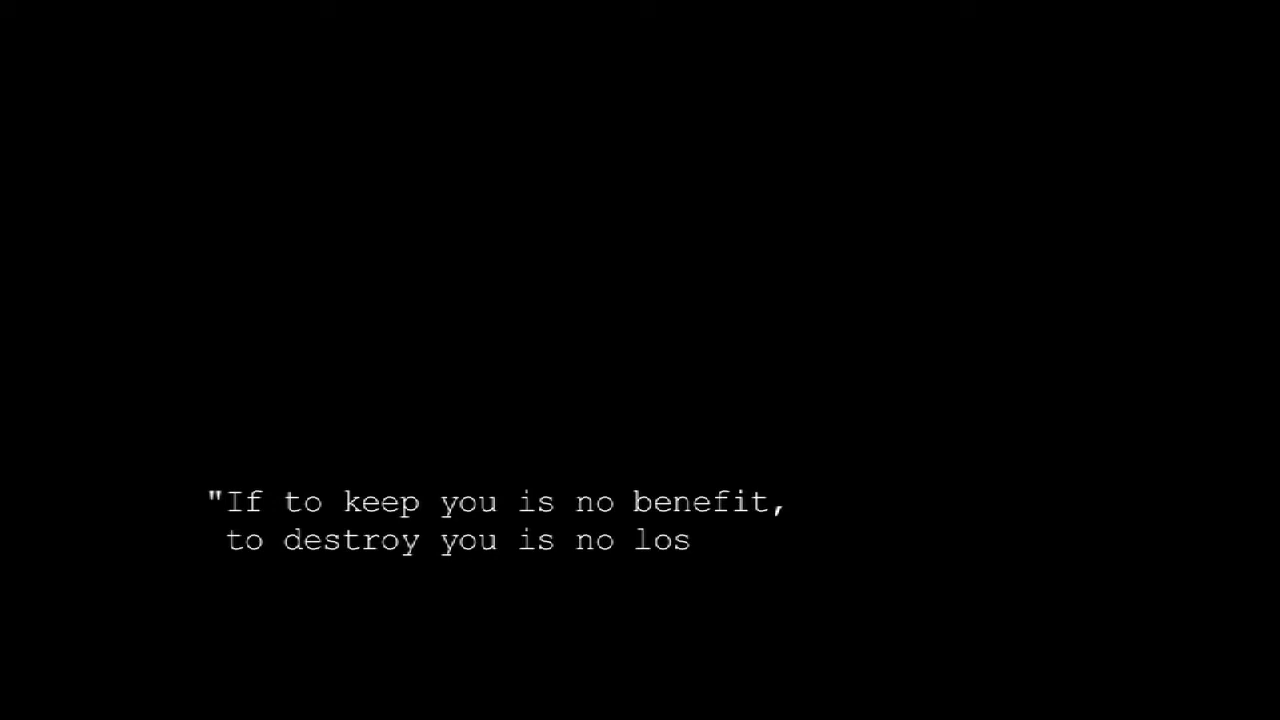 "If to keep you is no benefit,
to destroy you is no los